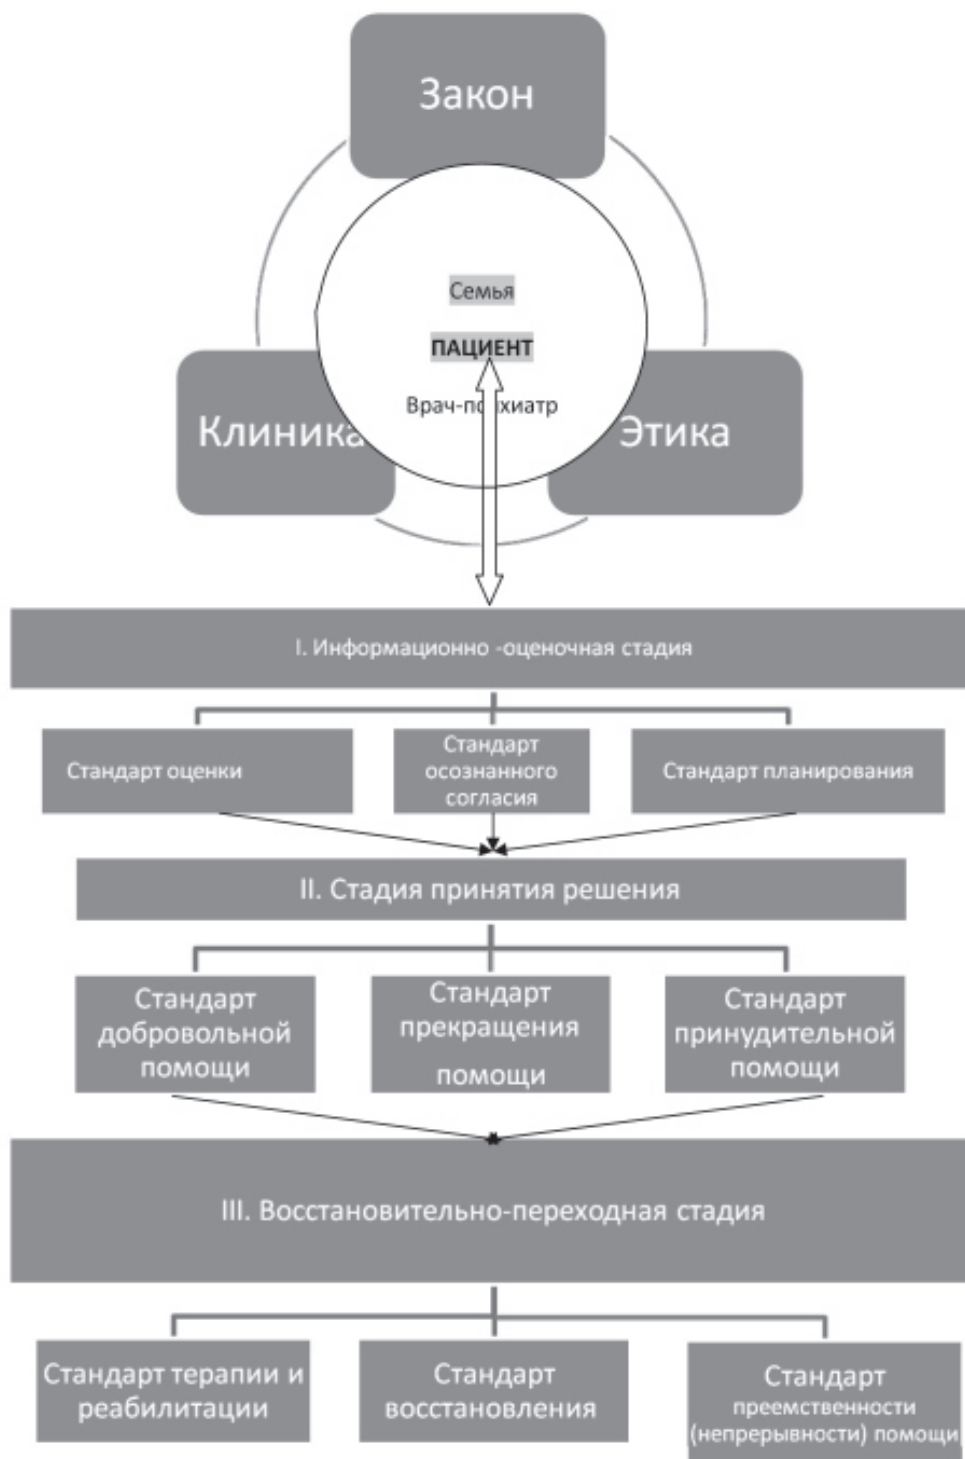 Закон
Семья
ПАЦИЕНТ
Врач-психиатр
Клиника
Этика
I. Информационно -оценочная стадия
Стандарт оценки
Стандарт
осознанного
согласия
Стандарт планирования
II. Стадия принятия решения
Стандарт
добровольной
помощи
Стандарт
прекращения
помощи
Стандарт
принудительной
помощи
III. Восстановительно-переходная стадия
Стандарт терапии и
реабилитации
Стандарт
восстановления
Стандарт
преемственности
(непрерывности) помощи